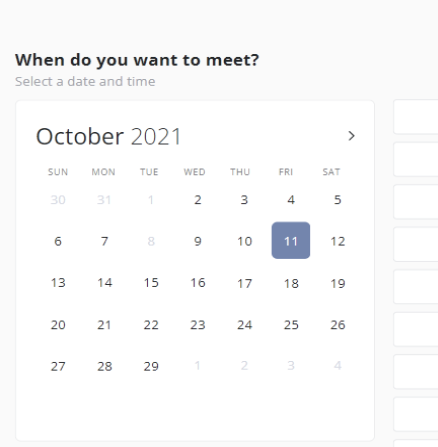 When do you want to meet?
Select a date and time
October 2021
SUN MON TUE WED THU FRI SAT
30 31 1 2 3 4 5
6 7 8 9 10 11 12
13 14 15 16 17 18 19
20 21 22 23 24 25 26
27 28 29 1 2 3 4